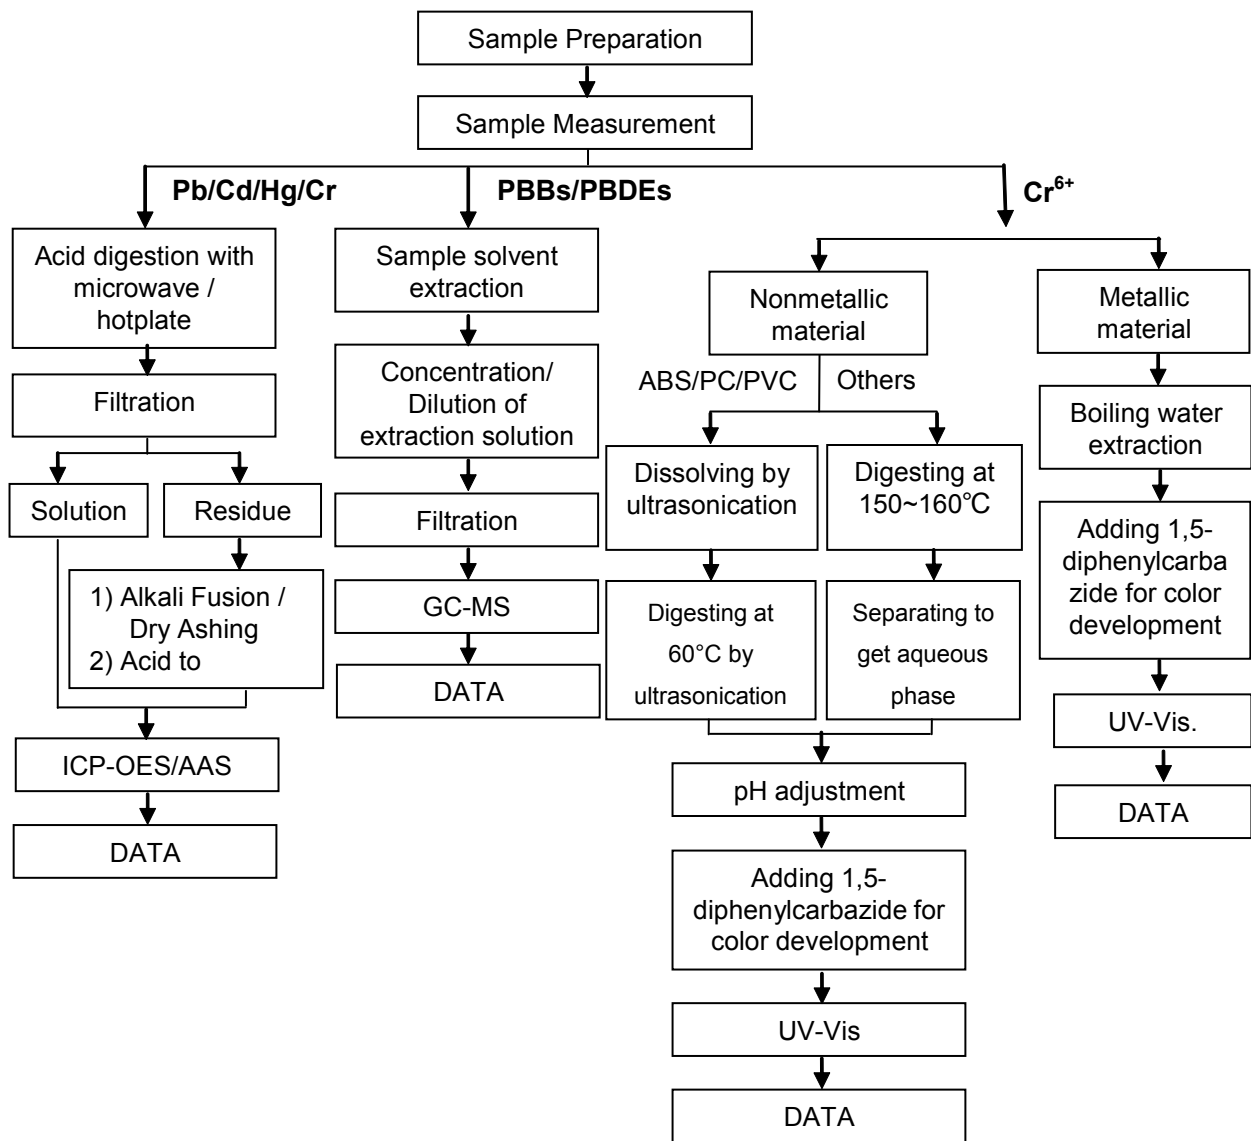 Sample Preparation
Sample Measurement
Pb/Cd/Hg/Cr
PBBs/PBDEs
Cr⁶⁺
Acid digestion with
microwave /
hotplate
Filtration
Solution
Residue
1) Alkali Fusion /
Dry Ashing
2) Acid to
ICP-OES/AAS
DATA
Sample solvent
extraction
Concentration/
Dilution of
extraction solution
Filtration
GC-MS
DATA
Nonmetallic
material
ABS/PC/PVC
Others
Dissolving by
ultrasonication
Digesting at
60°C by
ultrasonication
Digesting at
150~160℃
Separating to
get aqueous
phase
pH adjustment
Adding 1,5-
diphenylcarbazide for
color development
UV-Vis
DATA
Metallic
material
Boiling water
extraction
Adding 1,5-
diphenylcarba
zide for color
development
UV-Vis.
DATA